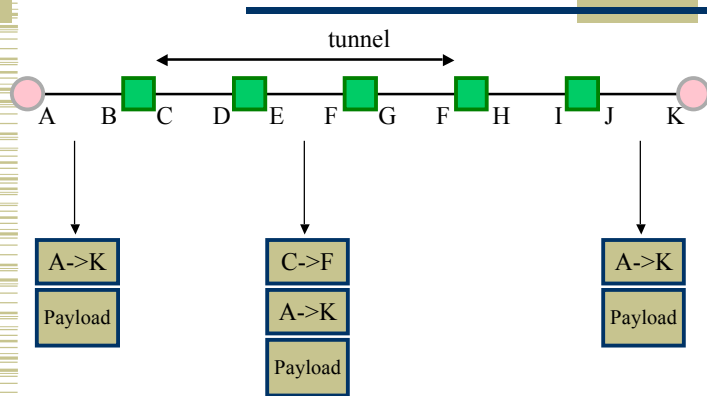 tunnel
A B C D E F G F H I J K
A->K
Payload
C->F
A->K
Payload
A->K
Payload